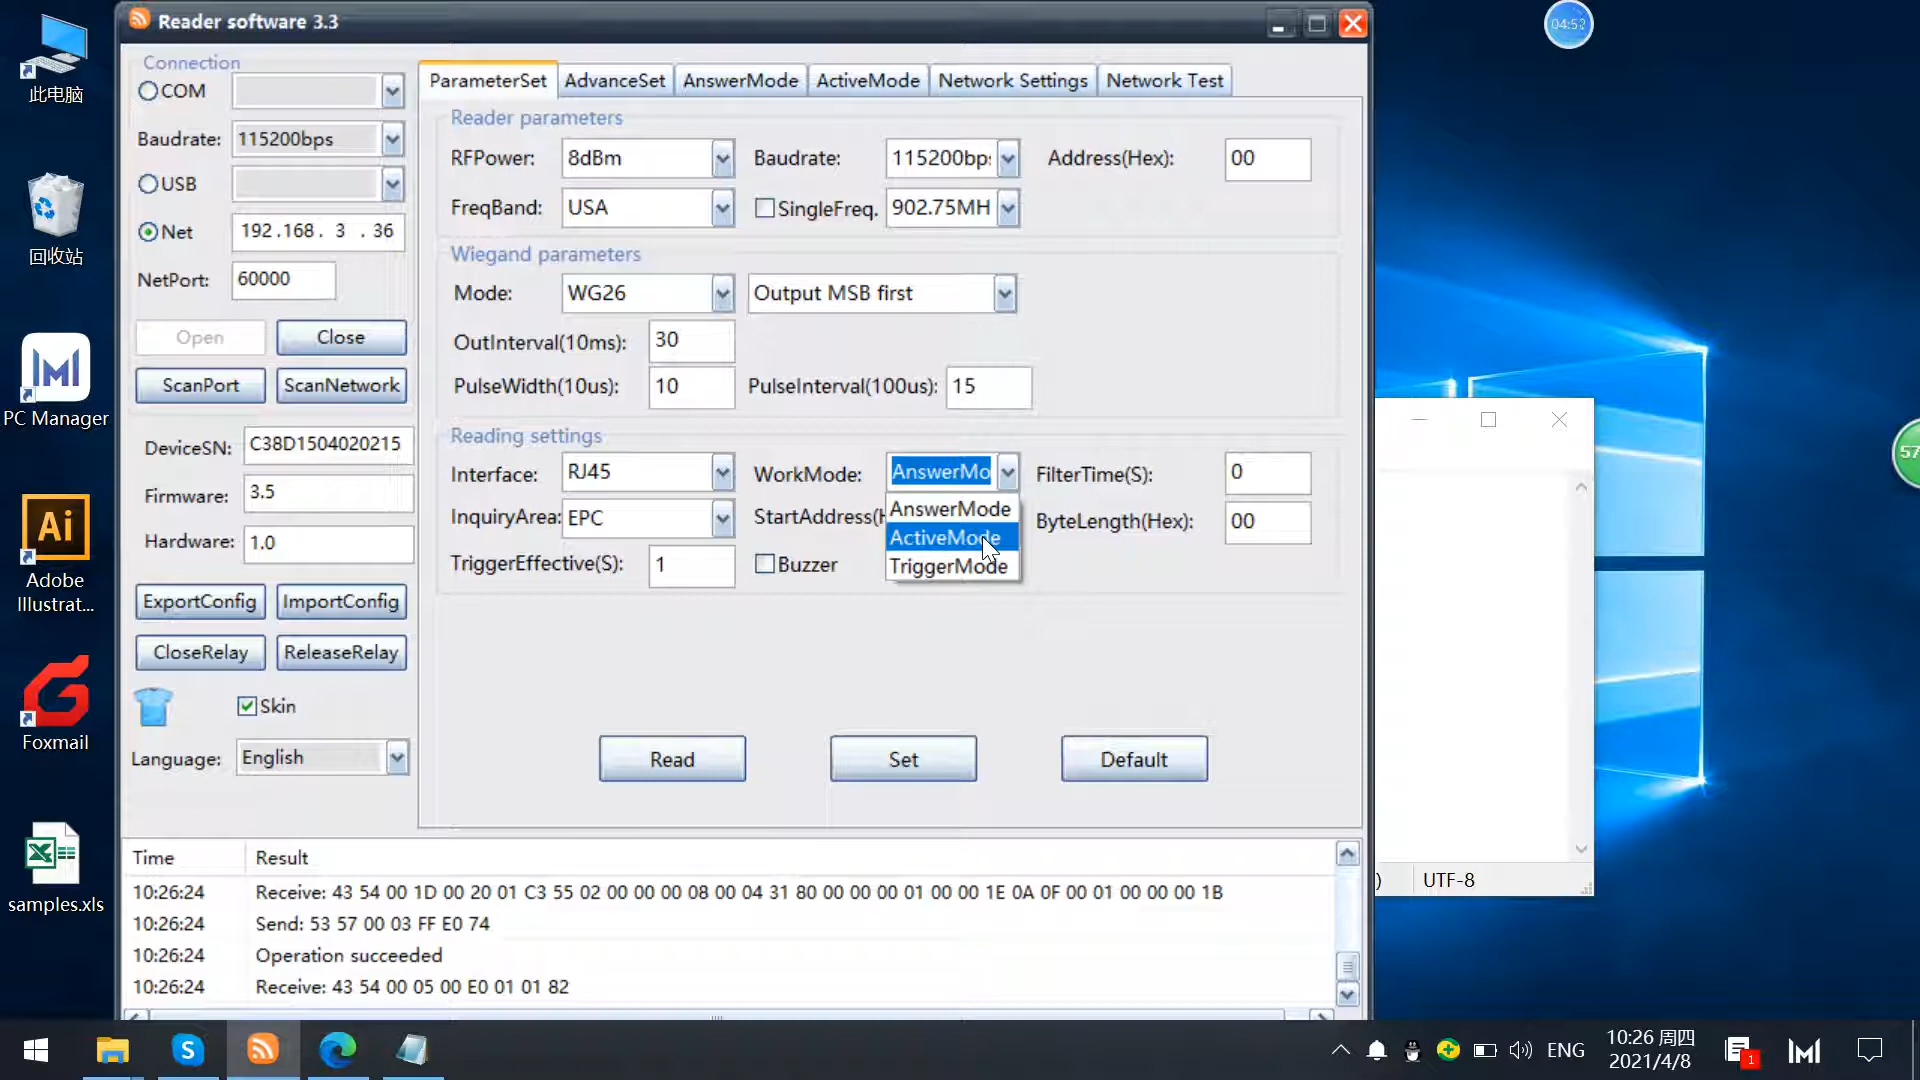 Reader software 3.3
04:53
此电脑
回收站
PC Manager
Ai
Adobe
Illustrat...
Foxmail
samples.xls
Connection
COM
Baudrate: 115200bps
USB
Net 192.168. 3 . 36
NetPort: 60000
Open Close
ScanPort ScanNetwork
DeviceSN: C38D1504020215
Firmware: 3.5
Hardware: 1.0
ExportConfig ImportConfig
CloseRelay ReleaseRelay
Skin
Language: English
ParameterSet AdvanceSet AnswerMode ActiveMode Network Settings Network Test
Reader parameters
RFPower: 8dBm Baudrate: 115200bp Address(Hex): 00
FreqBand: USA SingleFreq. 902.75MH
Wiegand parameters
Mode: WG26 Output MSB first
OutInterval(10ms): 30
PulseWidth(10us): 10 PulseInterval(100us): 15
Reading settings
Interface: RJ45 WorkMode: AnswerMo FilterTime(S): 0
InquiryArea: EPC StartAddress( AnswerMode ByteLength(Hex): 00
ActiveMode
TriggerEffective(S): 1 Buzzer TriggerMode
Read Set Default
Time Result
10:26:24 Receive: 43 54 00 1D 00 20 01 C3 55 02 00 00 00 08 00 04 31 80 00 00 00 01 00 00 1E 0A 0F 00 01 00 00 00 1B
10:26:24 Send: 53 57 00 03 FF E0 74
10:26:24 Operation succeeded
10:26:24 Receive: 43 54 00 05 00 E0 01 01 82
) UTF-8
57
ENG
10:26 周四
2021/4/8
1